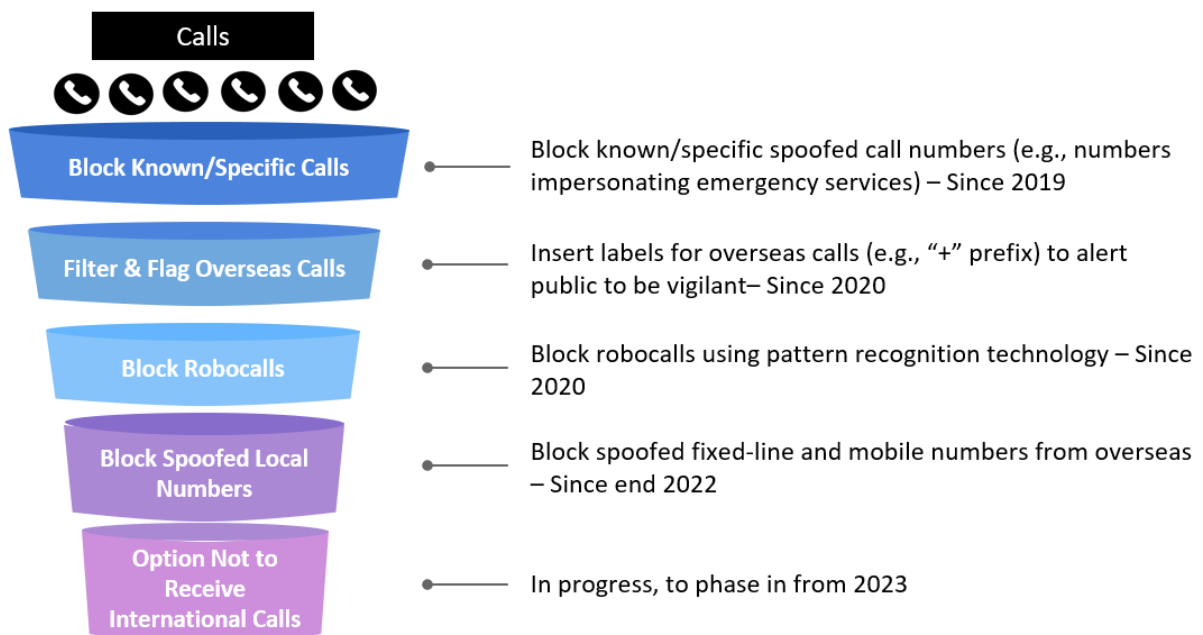 Calls
Block Known/Specific Calls
Block known/specific spoofed call numbers (e.g., numbers
impersonating emergency services) – Since 2019
Filter & Flag Overseas Calls
Insert labels for overseas calls (e.g., “+” prefix) to alert
public to be vigilant– Since 2020
Block Robocalls
Block robocalls using pattern recognition technology – Since
2020
Block Spoofed Local
Numbers
Block spoofed fixed-line and mobile numbers from overseas
– Since end 2022
Option Not to
Receive
International Calls
In progress, to phase in from 2023